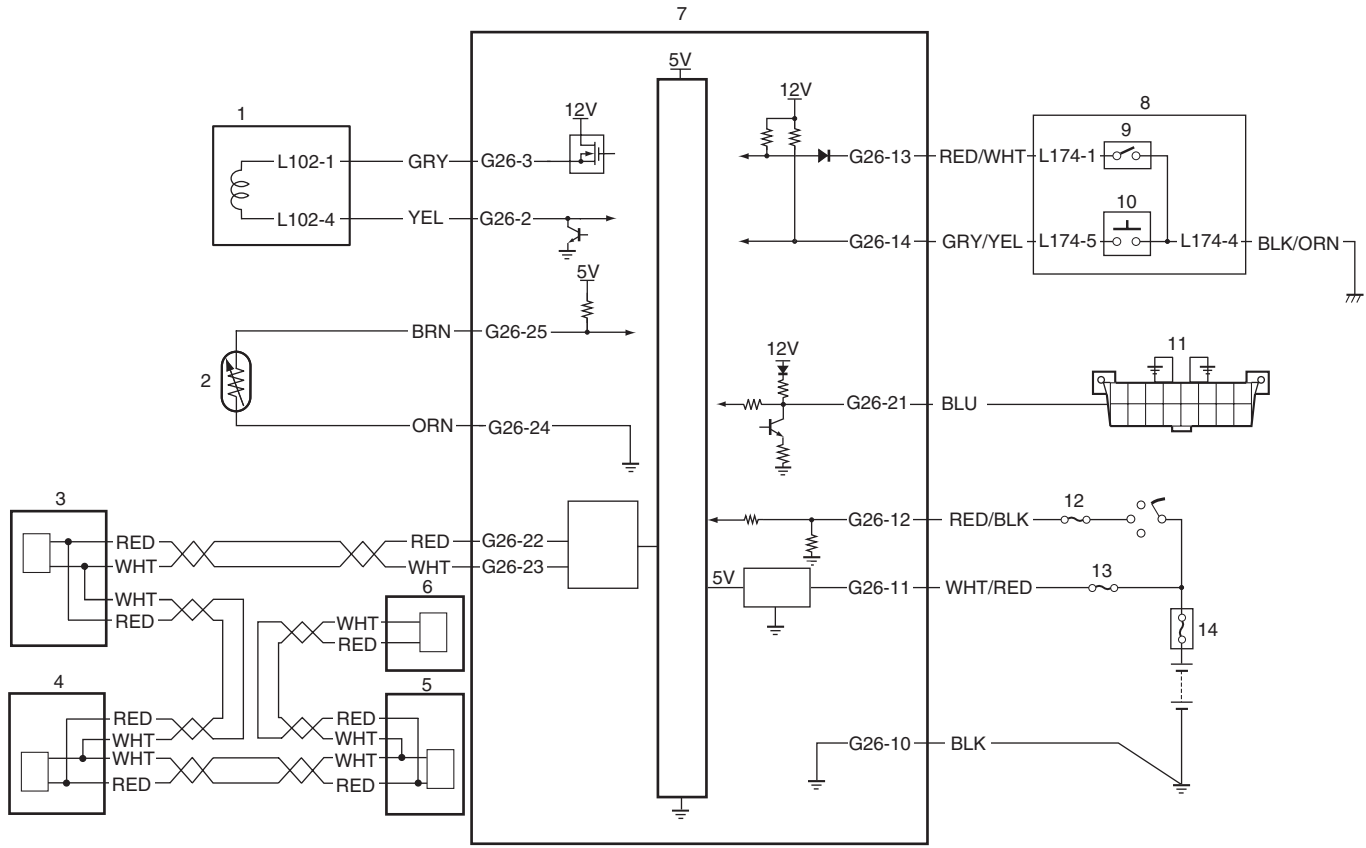 7
5V
1
12V
12V
8
9
L102-1 GRY G26-3
G26-13 RED/WHT L174-1
10
L102-4 YEL G26-2
G26-14 GRY/YEL L174-5 L174-4 BLK/ORN
5V
BRN G26-25
12V
11
2
G26-21 BLU
ORN G26-24
3
12
G26-12 RED/BLK
RED RED G26-22
WHT WHT G26-23
13
5V
G26-11 WHT/RED
6
WHT
RED
WHT
RED
14
4
5
RED RED
WHT WHT
G26-10 BLK
WHT WHT
RED RED